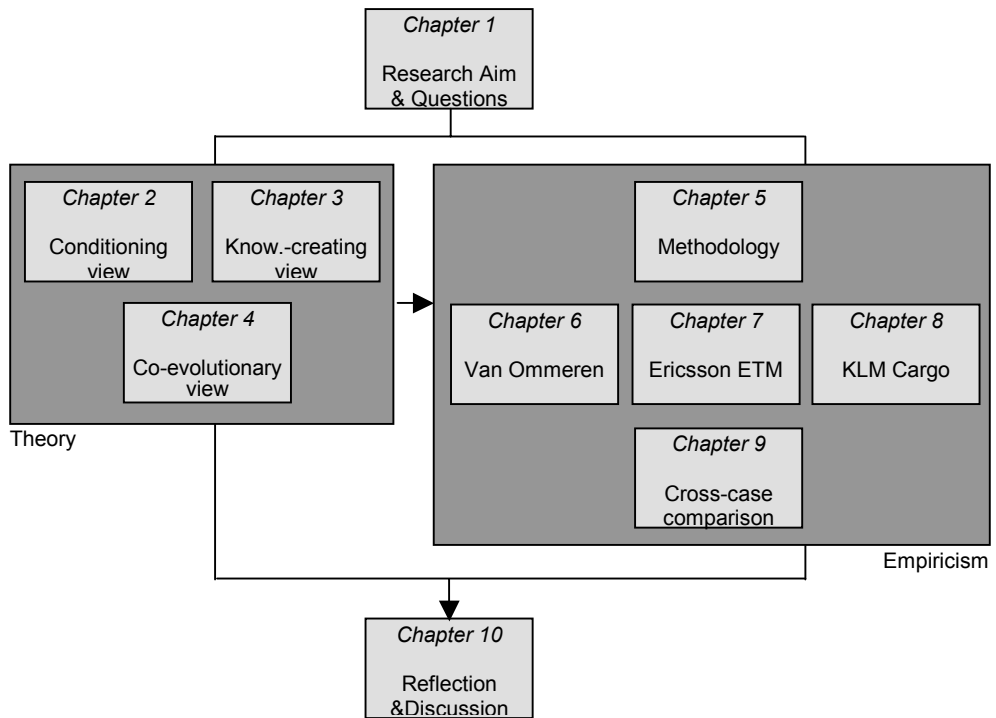 Chapter 1
Research Aim
& Questions
Chapter 2
Conditioning
view
Chapter 3
Know.-creating
view
Chapter 4
Co-evolutionary
view
Theory
Chapter 5
Methodology
Chapter 6
Van Ommeren
Chapter 7
Ericsson ETM
Chapter 8
KLM Cargo
Chapter 9
Cross-case
comparison
Empiricism
Chapter 10
Reflection
&Discussion